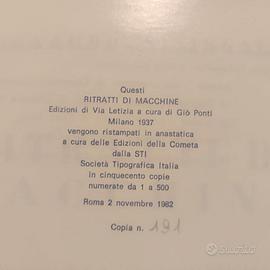 Questi
RITRATTI DI MACCHINE
Edizioni di Via Letizia a cura di Giò Ponti
Milano 1937
vengono ristampati in anastatica
a cura delle Edizioni della Cometa
dalla STI
Società Tipografica Italia
in cinquecento copie
numerate da 1 a 500
Roma 2 novembre 1982
Copia n. 191
subito